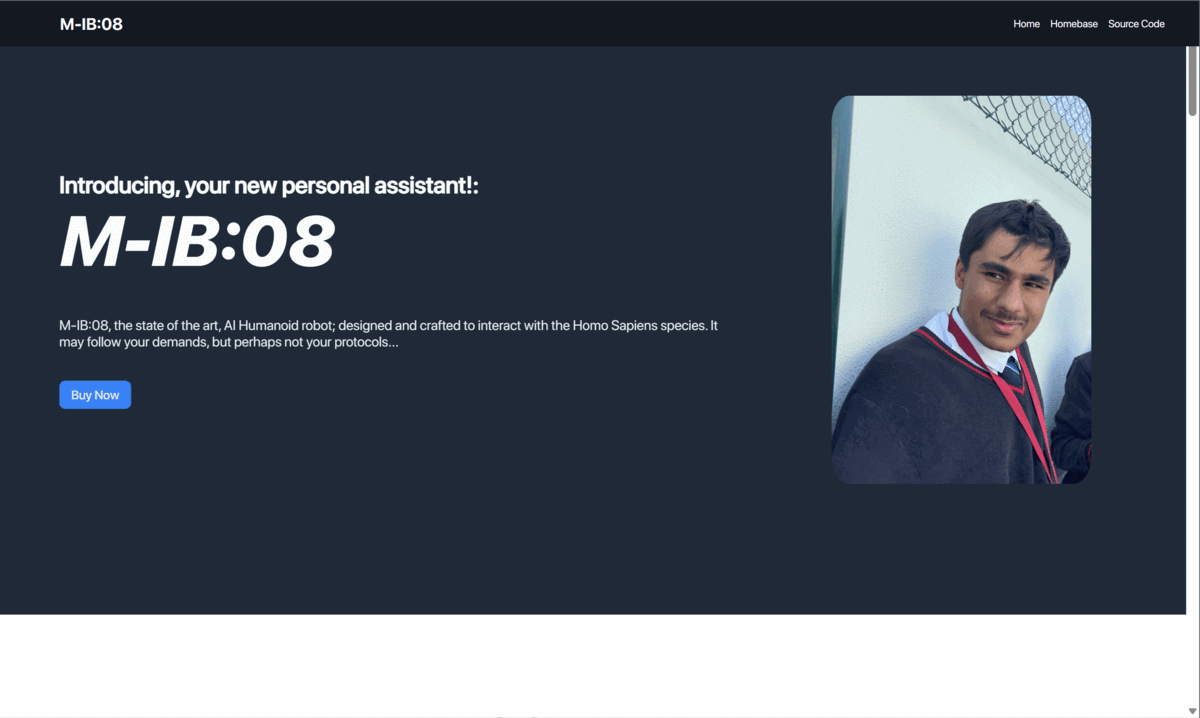 M-IB:08
Home Homebase Source Code
Introducing, your new personal assistant!:
M-IB:08
M-IB:08, the state of the art, AI Humanoid robot; designed and crafted to interact with the Homo Sapiens species. It
may follow your demands, but perhaps not your protocols...
Buy Now